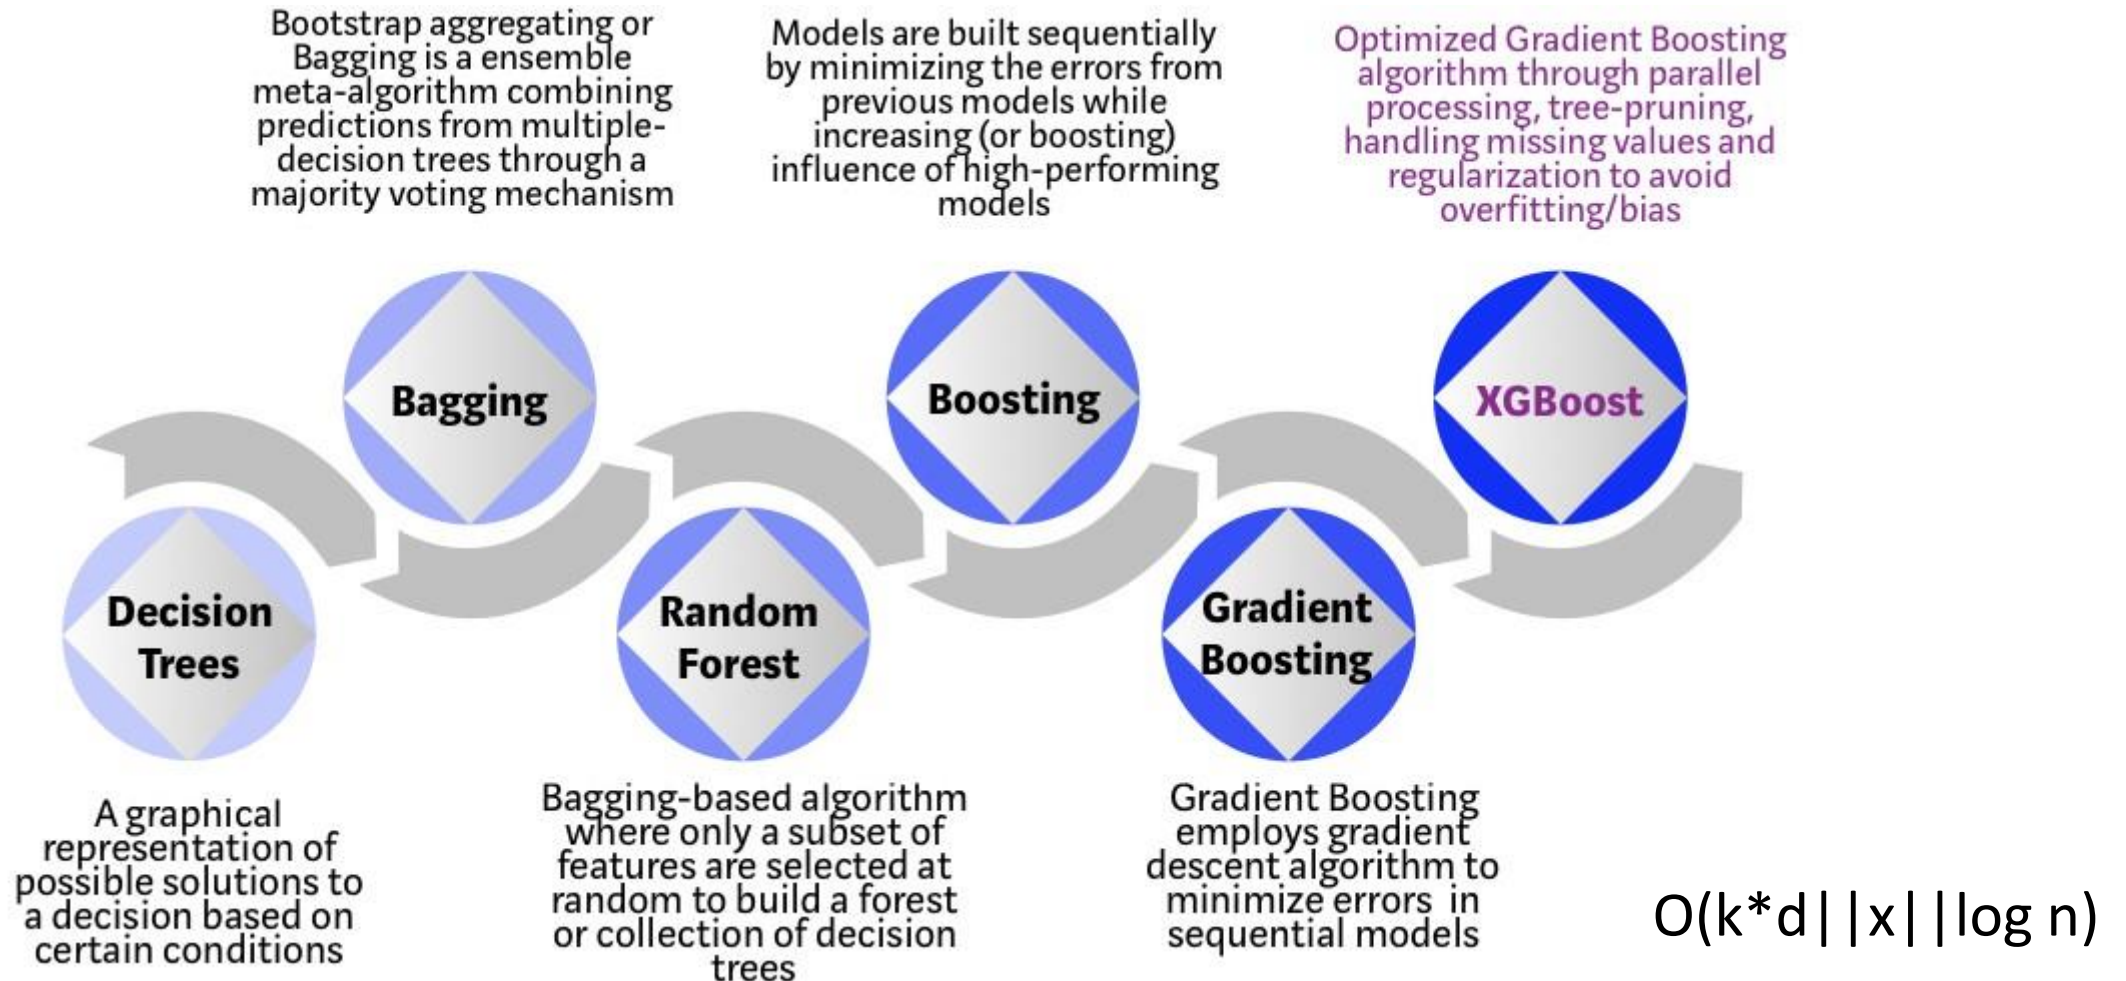 Bootstrap aggregating or
Bagging is a ensemble
meta-algorithm combining
predictions from multiple-
decision trees through a
majority voting mechanism
Models are built sequentially
by minimizing the errors from
previous models while
increasing (or boosting)
influence of high-performing
models
Optimized Gradient Boosting
algorithm through parallel
processing, tree-pruning,
handling missing values and
regularization to avoid
overfitting/bias
Bagging
Boosting
XGBoost
Decision
Trees
Random
Forest
Gradient
Boosting
A graphical
representation of
possible solutions to
a decision based on
certain conditions
Bagging-based algorithm
where only a subset of
features are selected at
random to build a forest
or collection of decision
trees
Gradient Boosting
employs gradient
descent algorithm to
minimize errors in
sequential models
O(k*d||x||log n)